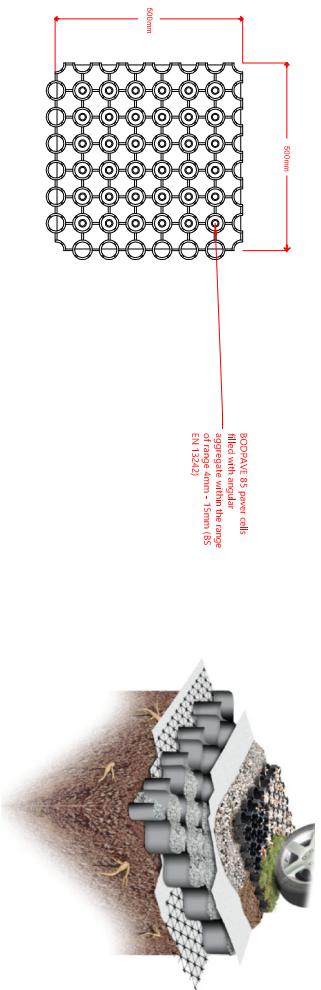 500mm
500mm
BODPAVE 85 paver cells
filled with angular
aggregate within the range
of range 4mm - 15mm (BS
EN 13242)